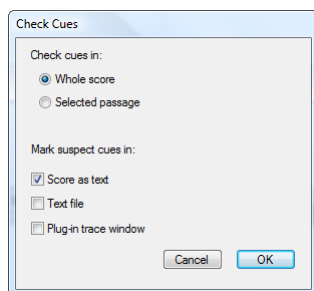 Check Cues
Check cues in:
Whole score
Selected passage
Mark suspect cues in:
Score as text
Text file
Plug-in trace window
Cancel OK